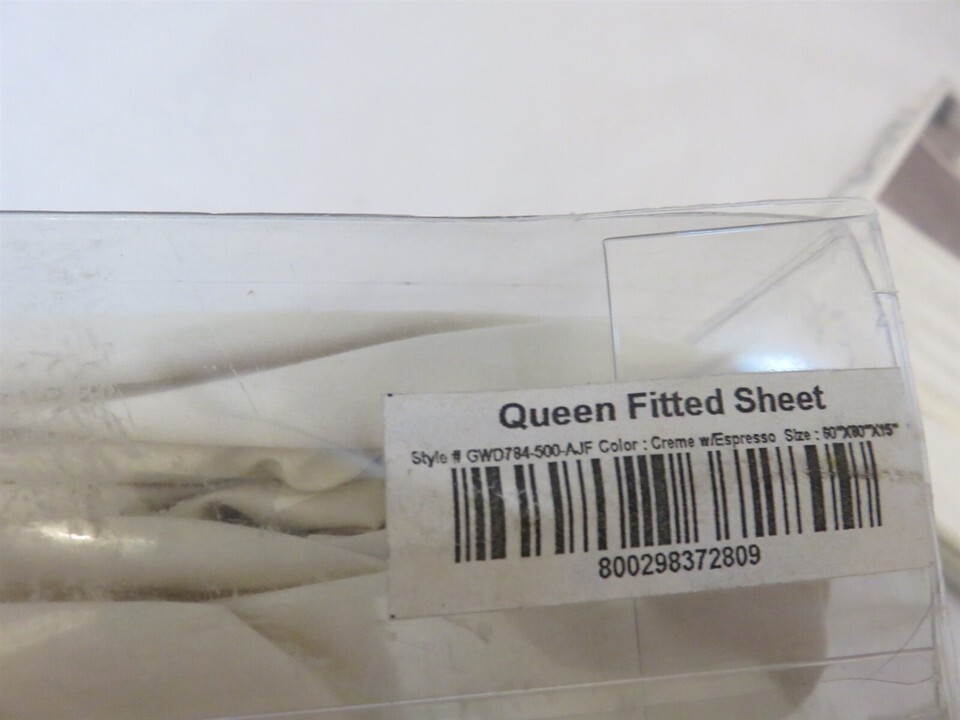 Queen Fitted Sheet
Style # GWD784-500-AJF Color : Creme w/Espresso Size : 60"X80"X15"
800298372809